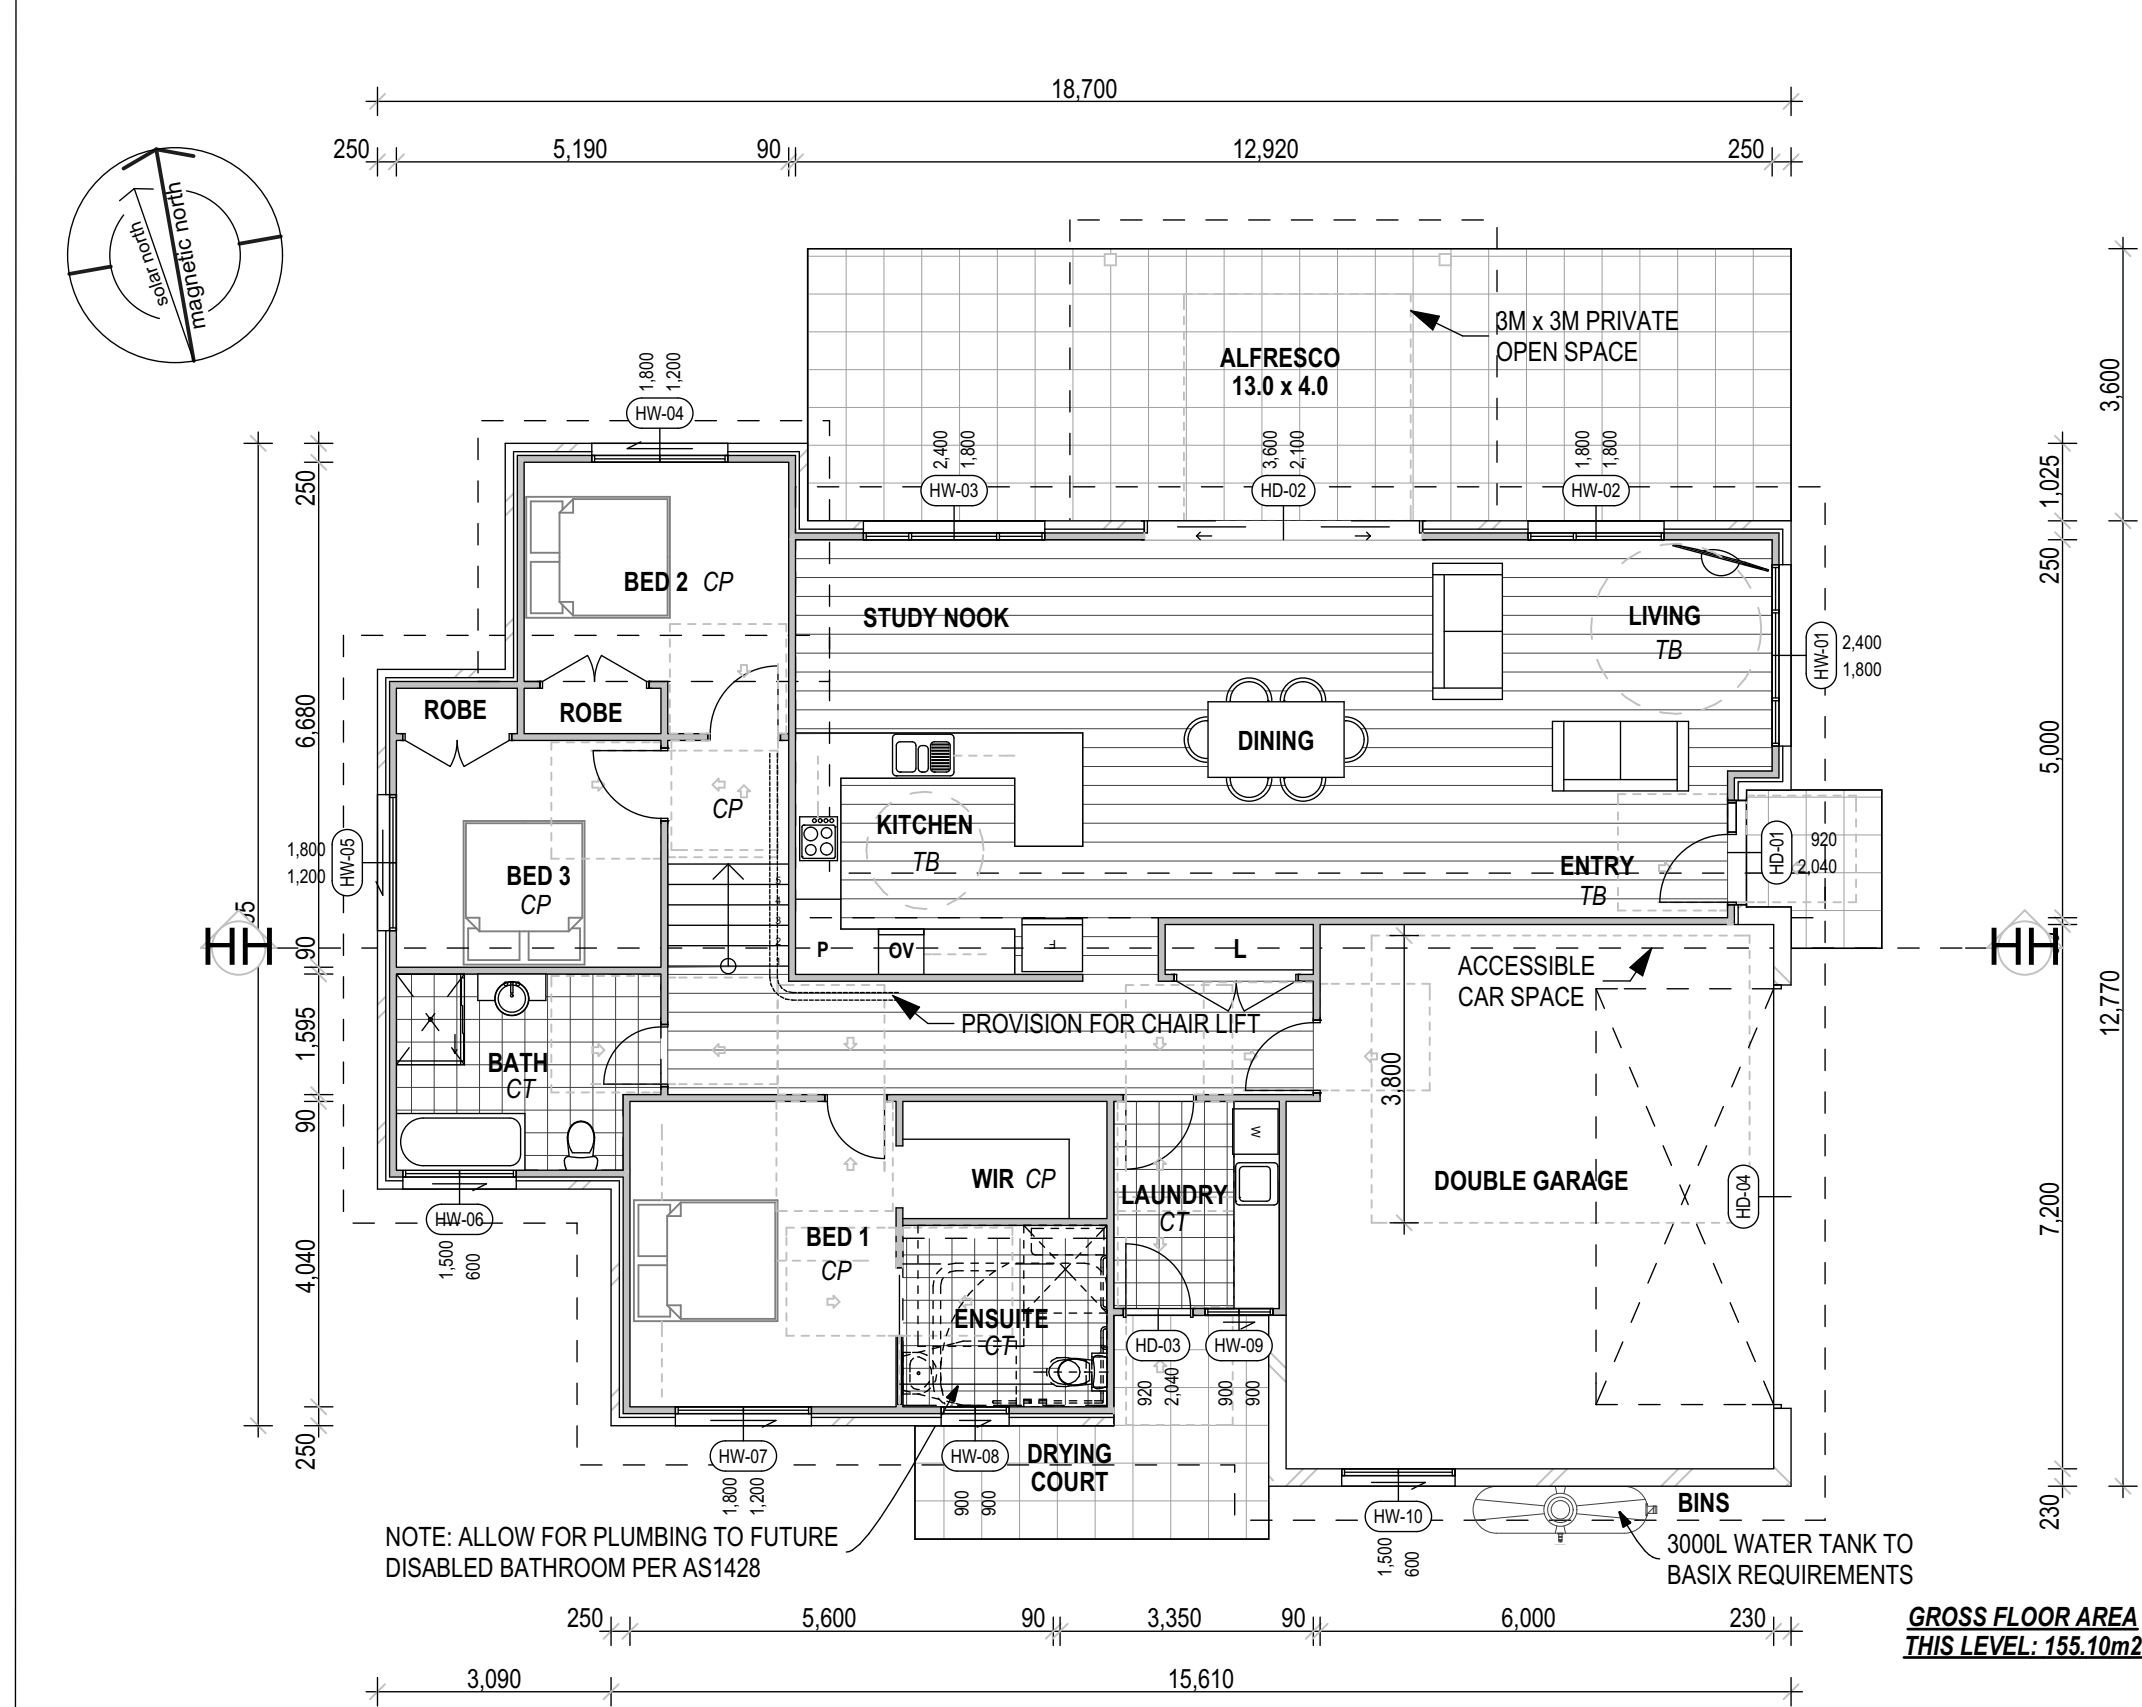 18,700
250
5,190
90
12,920
250
magnetic north
solar north
3M x 3M PRIVATE
OPEN SPACE
ALFRESCO
13.0 x 4.0
1,800
1,200
HW-04
2,400
1,800
HW-03
3,600
2,100
HD-02
1,800
1,800
HW-02
3,600
1,025
250
5,000
12,770
7,200
230
250
6,680
90
1,595
90
4,040
250
BED 2 CP
STUDY NOOK
LIVING
TB
HW-01
2,400
1,800
ROBE
ROBE
DINING
CP
KITCHEN
TB
HW-05
1,800
1,200
BED 3
CP
ENTRY
TB
HD-01
920
2,040
5
4
3
2
1
P
OV
F
L
HH
HH
ACCESSIBLE
CAR SPACE
PROVISION FOR CHAIR LIFT
BATH
CT
3,800
W
WIR CP
LAUNDRY
CT
DOUBLE GARAGE
HD-04
HW-06
1,500
600
BED 1
CP
ENSUITE
CT
HD-03
920
2,040
HW-09
900
900
HW-07
1,800
1,200
HW-08
900
900
DRYING
COURT
HW-10
1,500
600
BINS
NOTE: ALLOW FOR PLUMBING TO FUTURE
DISABLED BATHROOM PER AS1428
3000L WATER TANK TO
BASIX REQUIREMENTS
250
5,600
90
3,350
90
6,000
230
GROSS FLOOR AREA
THIS LEVEL: 155.10m2
3,090
15,610